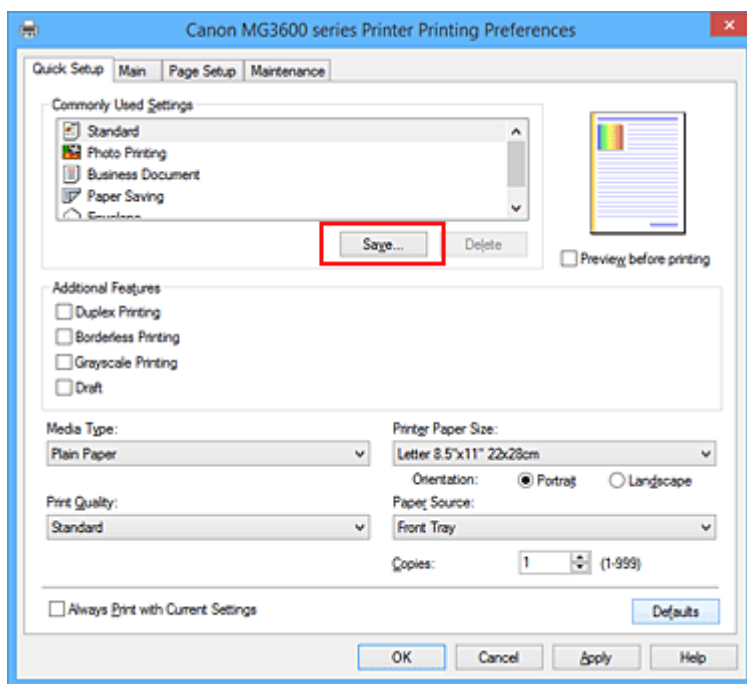 Canon MG3600 series Printer Printing Preferences
Quick Setup Main Page Setup Maintenance
Commonly Used Settings
Standard
Photo Printing
Business Document
Paper Saving
Envelope
Save... Delete
Preview before printing
Additional Features
Duplex Printing
Borderless Printing
Grayscale Printing
Draft
Media Type:
Plain Paper
Printer Paper Size:
Letter 8.5"x11" 22x28cm
Orientation: Portrait Landscape
Print Quality:
Standard
Paper Source:
Front Tray
Copies: 1 (1-999)
Always Print with Current Settings
Defaults
OK Cancel Apply Help